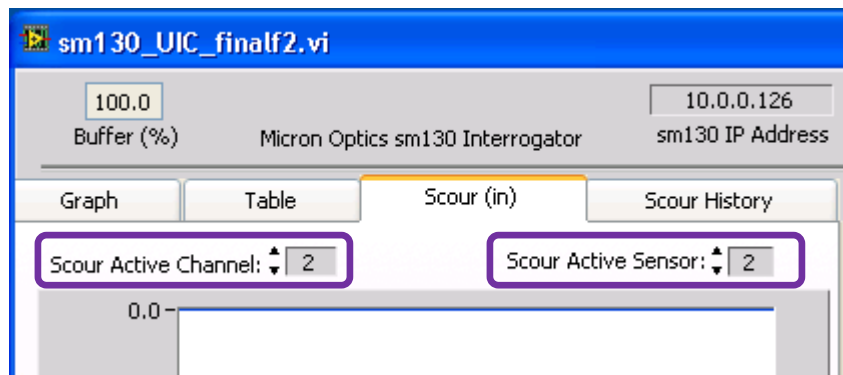 sm130_UIC_finalf2.vi
100.0
10.0.0.126
Buffer (%)
Micron Optics sm130 Interrogator
sm130 IP Address
Graph
Table
Scour (in)
Scour History
Scour Active Channel: 2
Scour Active Sensor: 2
0.0